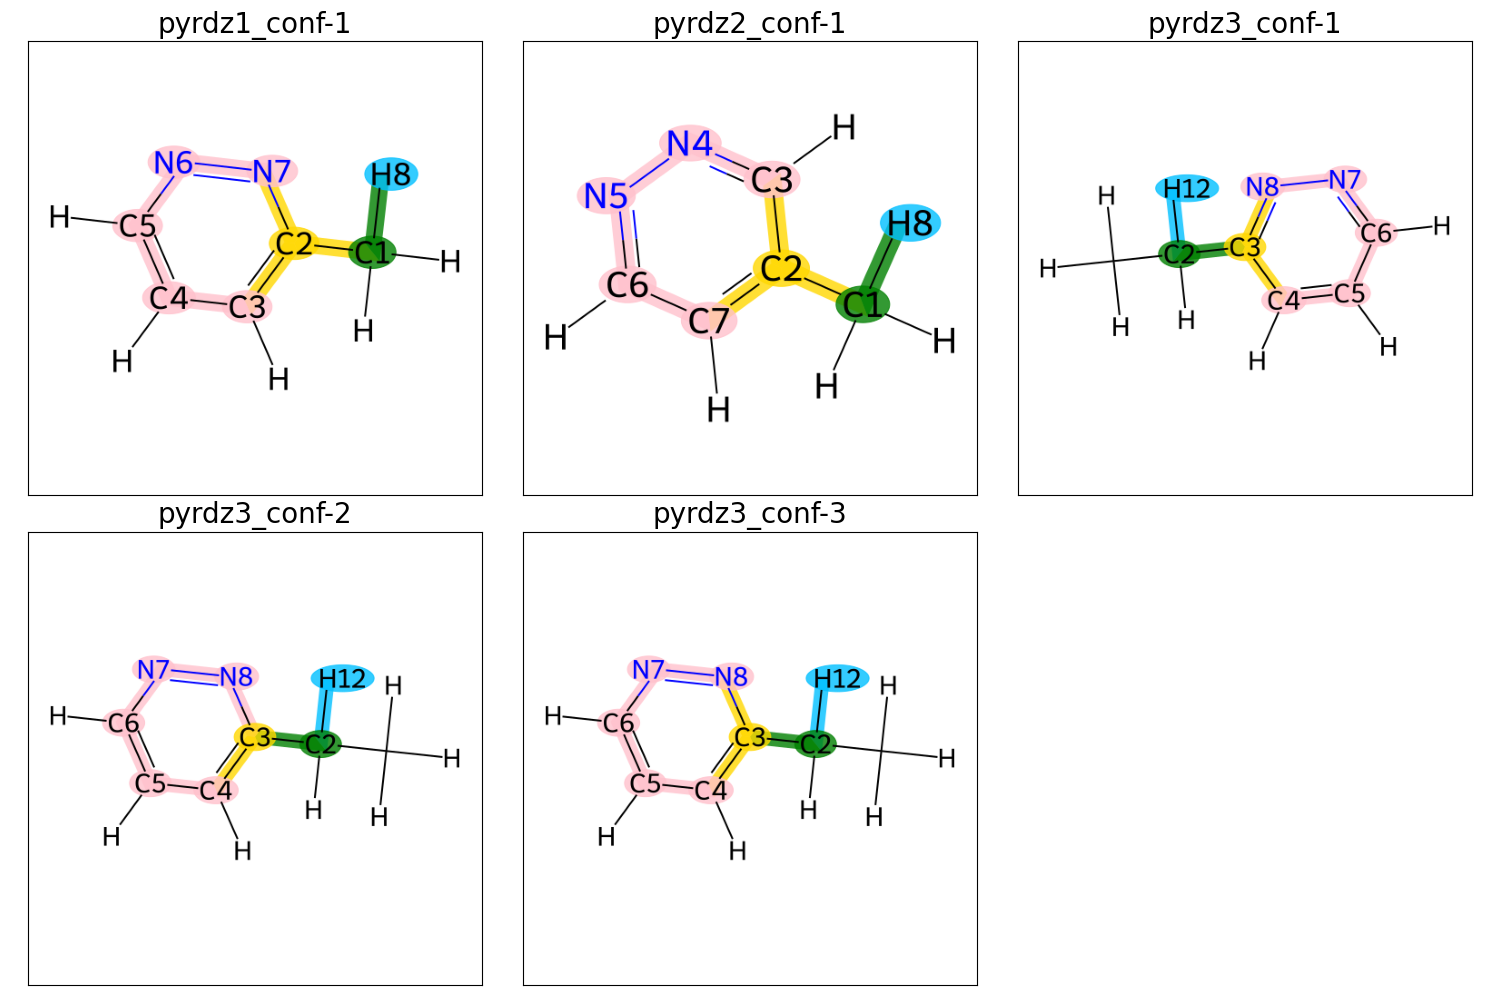 pyrdz1_conf-1
N6 N7 H8
H C5 C2 C1 H
C4 C3 H
H H
pyrdz2_conf-1
N4 H
N5 C3
H8
C6 C2
H C7 C1 H
H H
pyrdz3_conf-1
H H12 N8 N7
H C2 C3 C6 H
H H C4 C5
H H
pyrdz3_conf-2
N7 N8 H12 H
H C6 C3 C2 H
C5 C4 H H
H H
pyrdz3_conf-3
N7 N8 H12 H
H C6 C3 C2 H
C5 C4 H H
H H